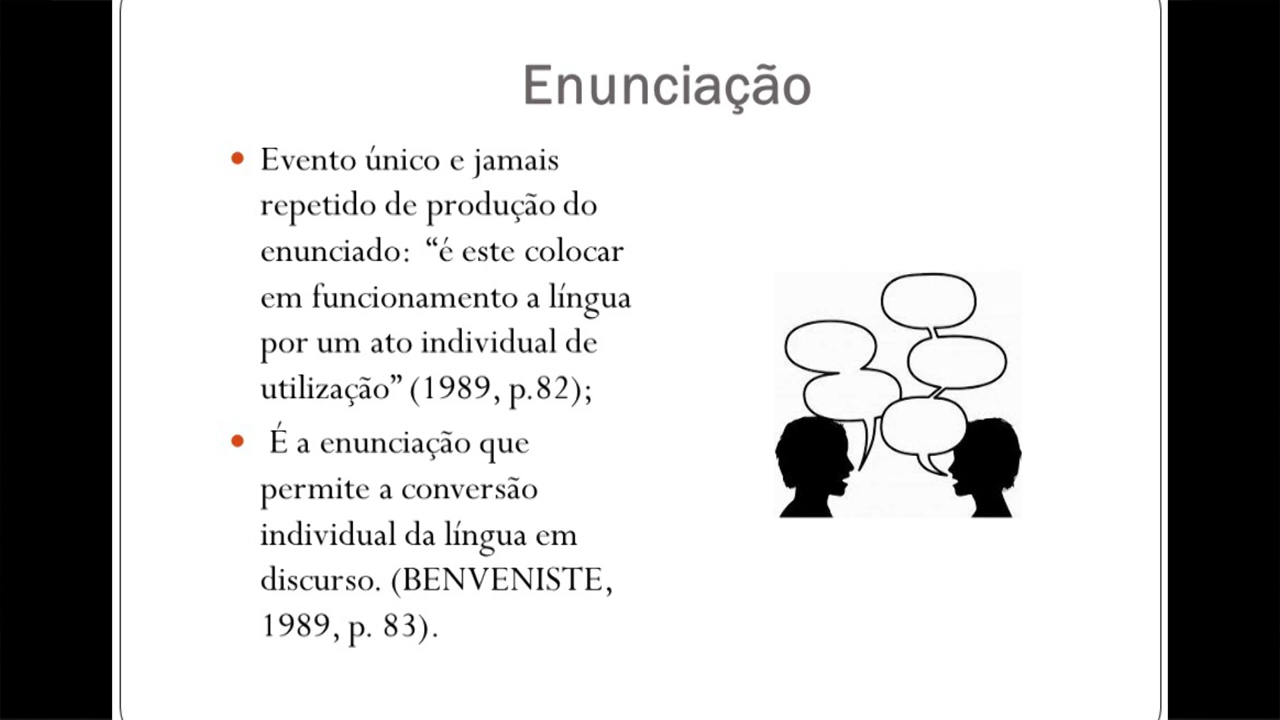 Enunciação
• Evento único e jamais
repetido de produção do
enunciado: “é este colocar
em funcionamento a língua
por um ato individual de
utilização” (1989, p.82);
• É a enunciação que
permite a conversão
individual da língua em
discurso. (BENVENISTE,
1989, p. 83).